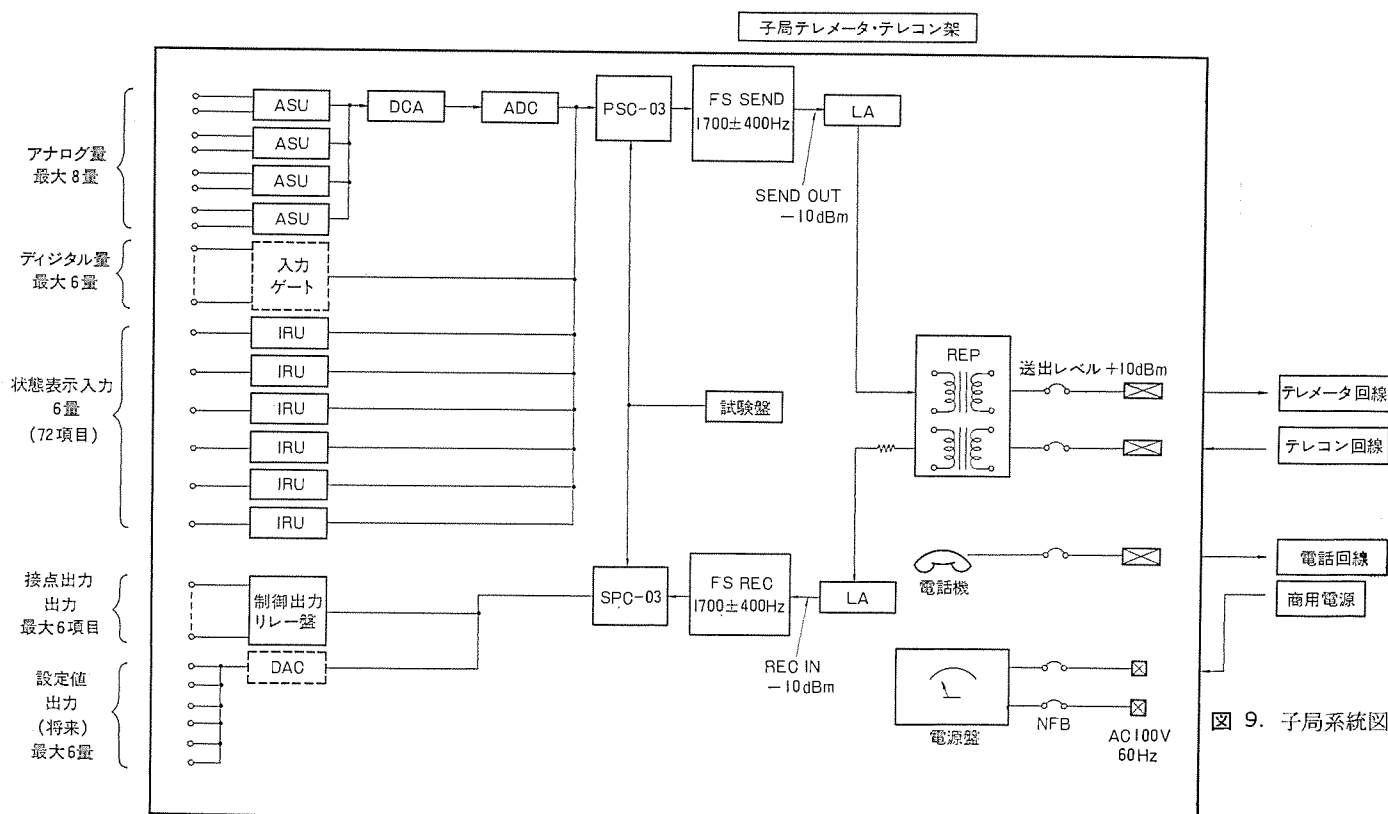 子局テレメータ・テレコン架
アナログ量
最大8量
ASU
ASU
ASU
ASU
DCA
ADC
PSC-03
FS SEND
1700±400Hz
LA
SEND OUT
-10dBm
ディジタル量
最大6量
入力
ゲート
状態表示入力
6量
(72項目)
IRU
IRU
IRU
IRU
IRU
IRU
試験盤
REP
送出レベル +10dBm
テレメータ回線
テレコン回線
接点出力
出力
最大6項目
制御出力
リレー盤
SPC-03
FS REC
1700±400Hz
LA
REC IN
-10dBm
電話機
電話回線
商用電源
設定値
出力
(将来)
最大6量
DAC
電源盤
NFB
AC100V
60Hz
図 9. 子局系統図